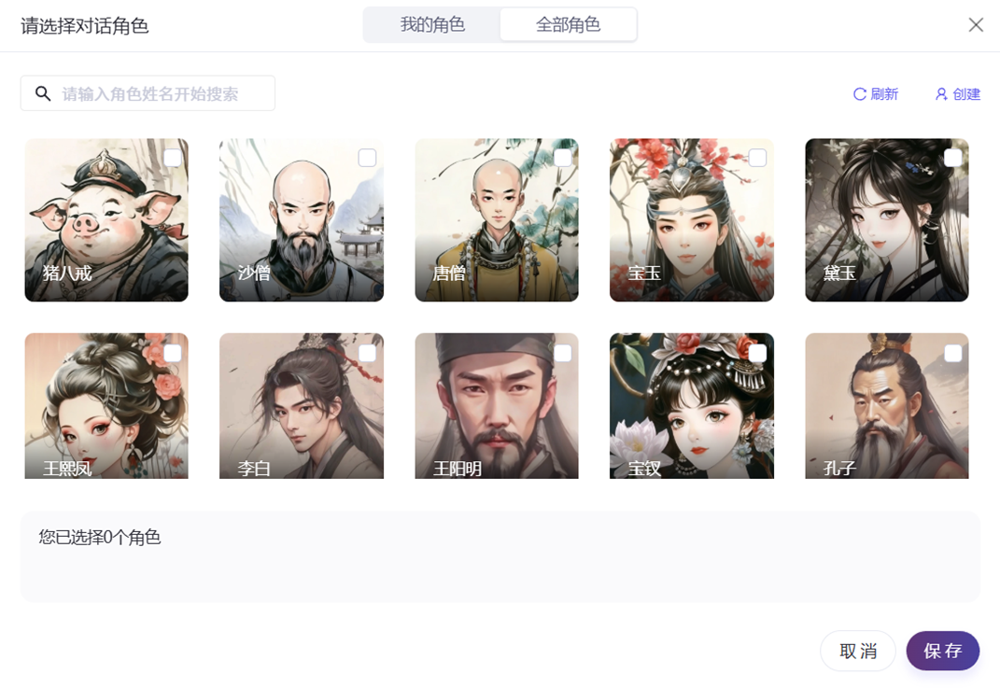 请选择对话角色
我的角色
全部角色
请输入角色姓名开始搜索
刷新
创建
猪八戒
沙僧
唐僧
宝玉
黛玉
王熙凤
李白
王阳明
宝钗
孔子
您已选择0个角色
取消
保存